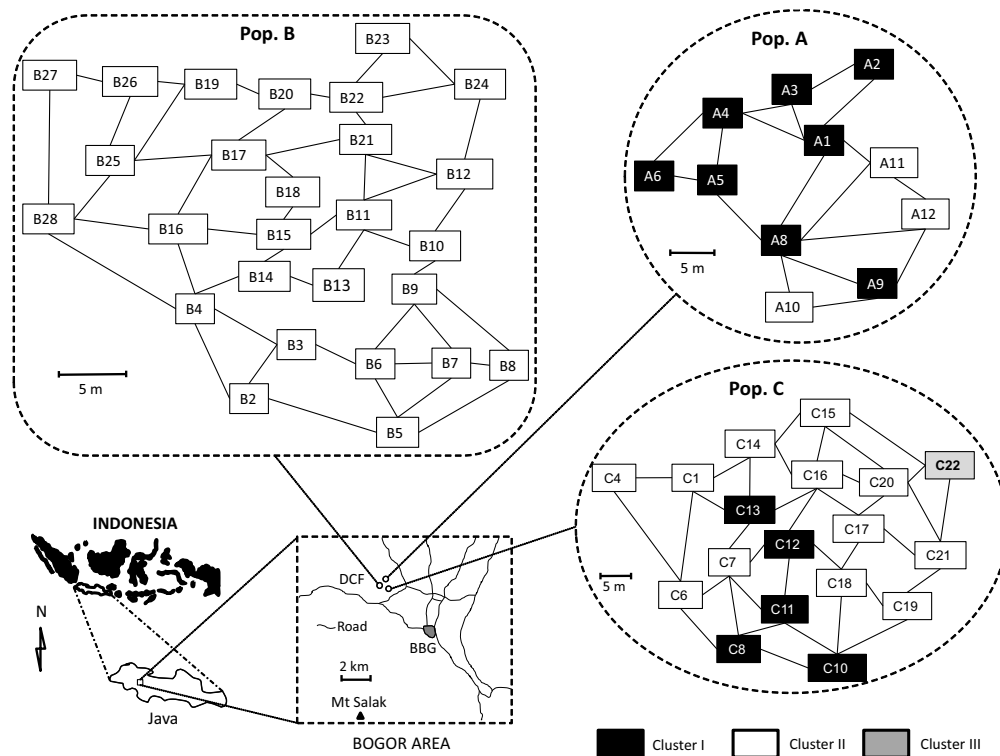 Pop. B
B23
B27
B26
B19
B20
B22
B24
B21
B25
B17
B12
B18
B28
B16
B15
B11
B10
B14
B13
B9
B4
B3
B6
B7
B8
B2
B5
5 m
Pop. A
A2
A3
A4
A1
A11
A6
A5
A12
A8
5 m
A9
A10
Pop. C
C15
C14
C22
C4
C1
C16
C20
C13
C17
C12
C21
C7
5 m
C18
C6
C11
C19
C8
C10
INDONESIA
N
Java
DCF
Road
BBG
2 km
Mt Salak
BOGOR AREA
Cluster I
Cluster II
Cluster III